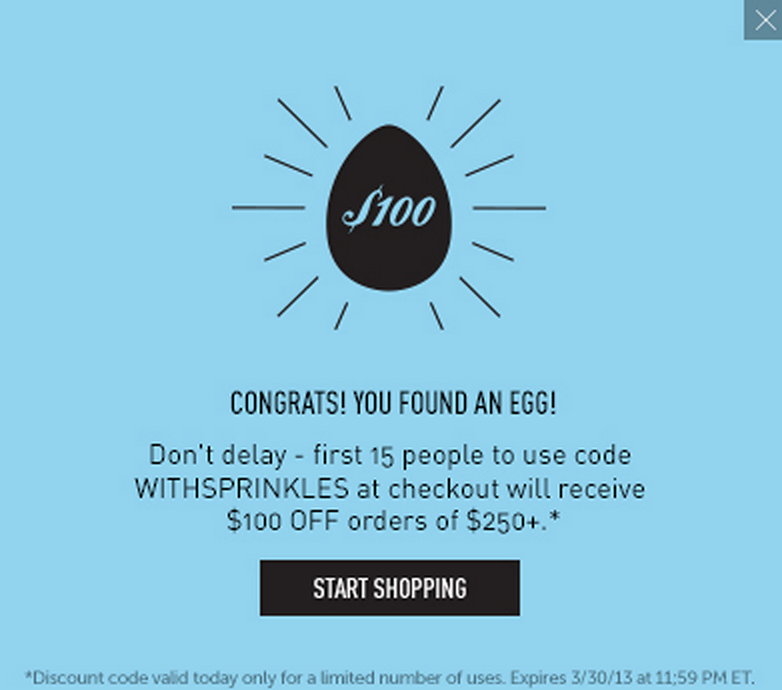 $100
CONGRATS! YOU FOUND AN EGG!
Don't delay - first 15 people to use code
WITHSPRINKLES at checkout will receive
$100 OFF orders of $250+.*
START SHOPPING
*Discount code valid today only for a limited number of uses. Expires 3/30/13 at 11:59 PM ET.